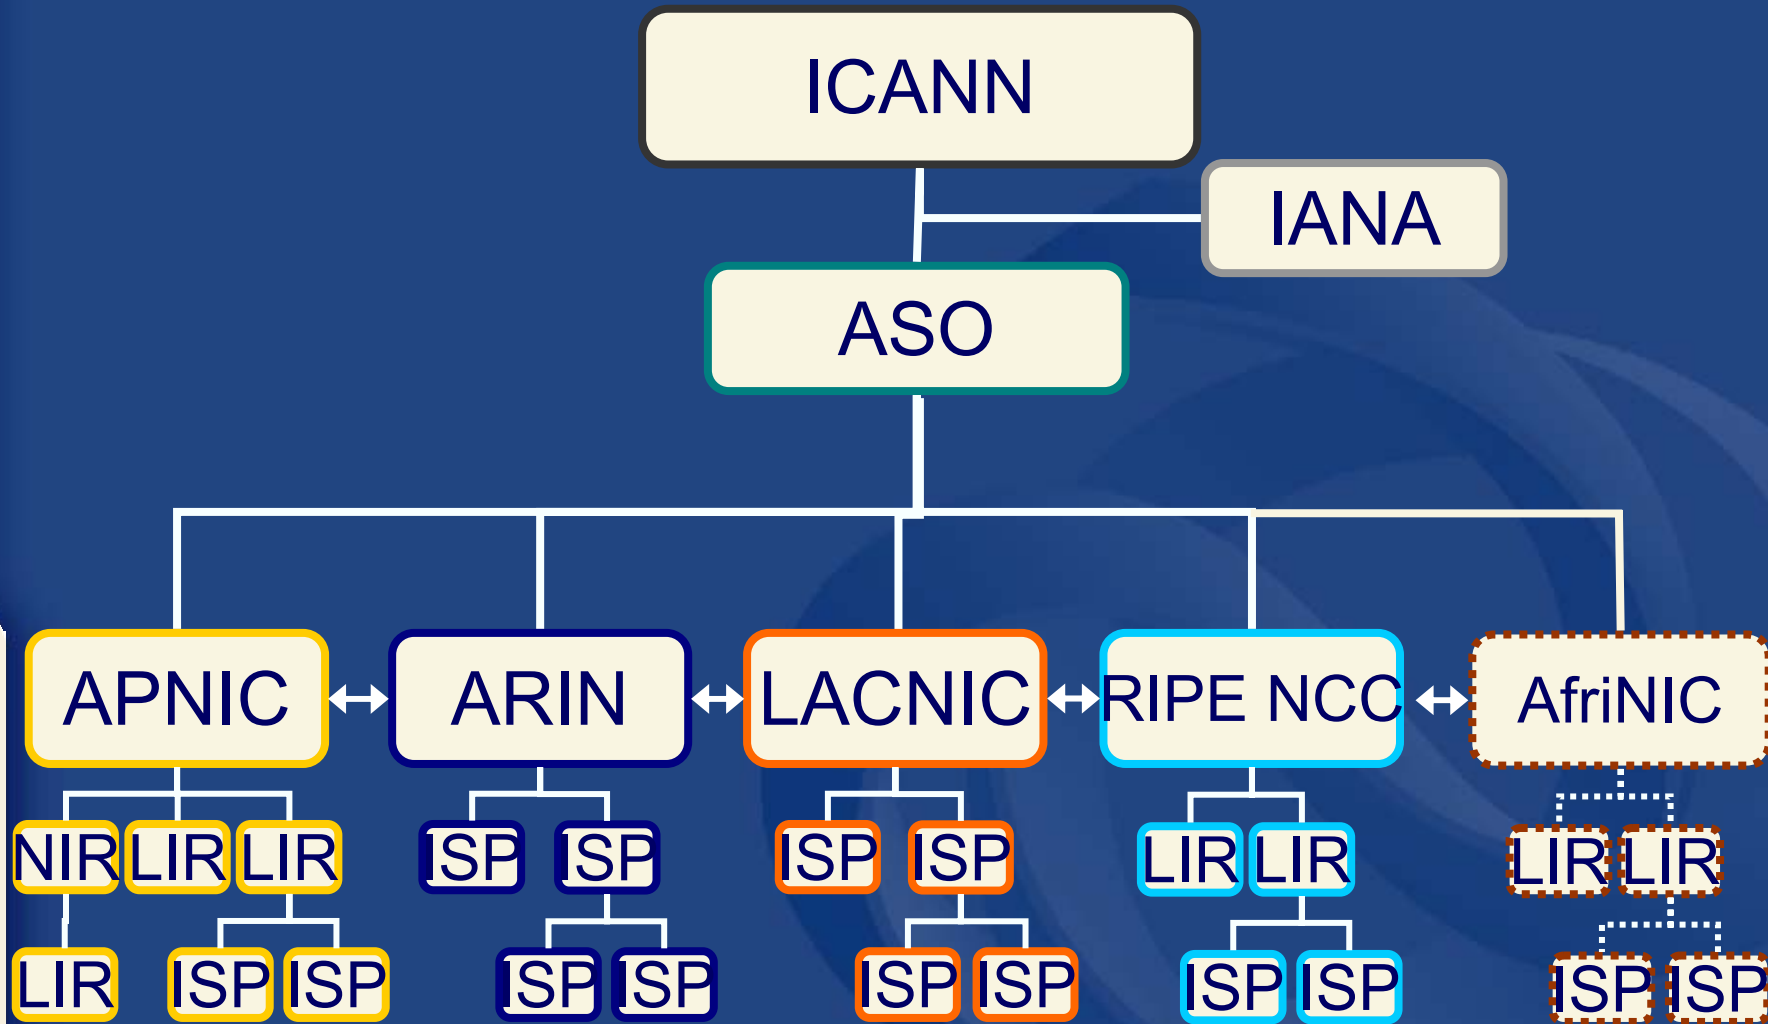 ICANN
IANA
ASO
APNIC ARIN LACNIC RIPE NCC AfriNIC
NIR LIR LIR ISP ISP ISP ISP LIR LIR LIR LIR
LIR ISP ISP ISP ISP ISP ISP ISP ISP ISP ISP